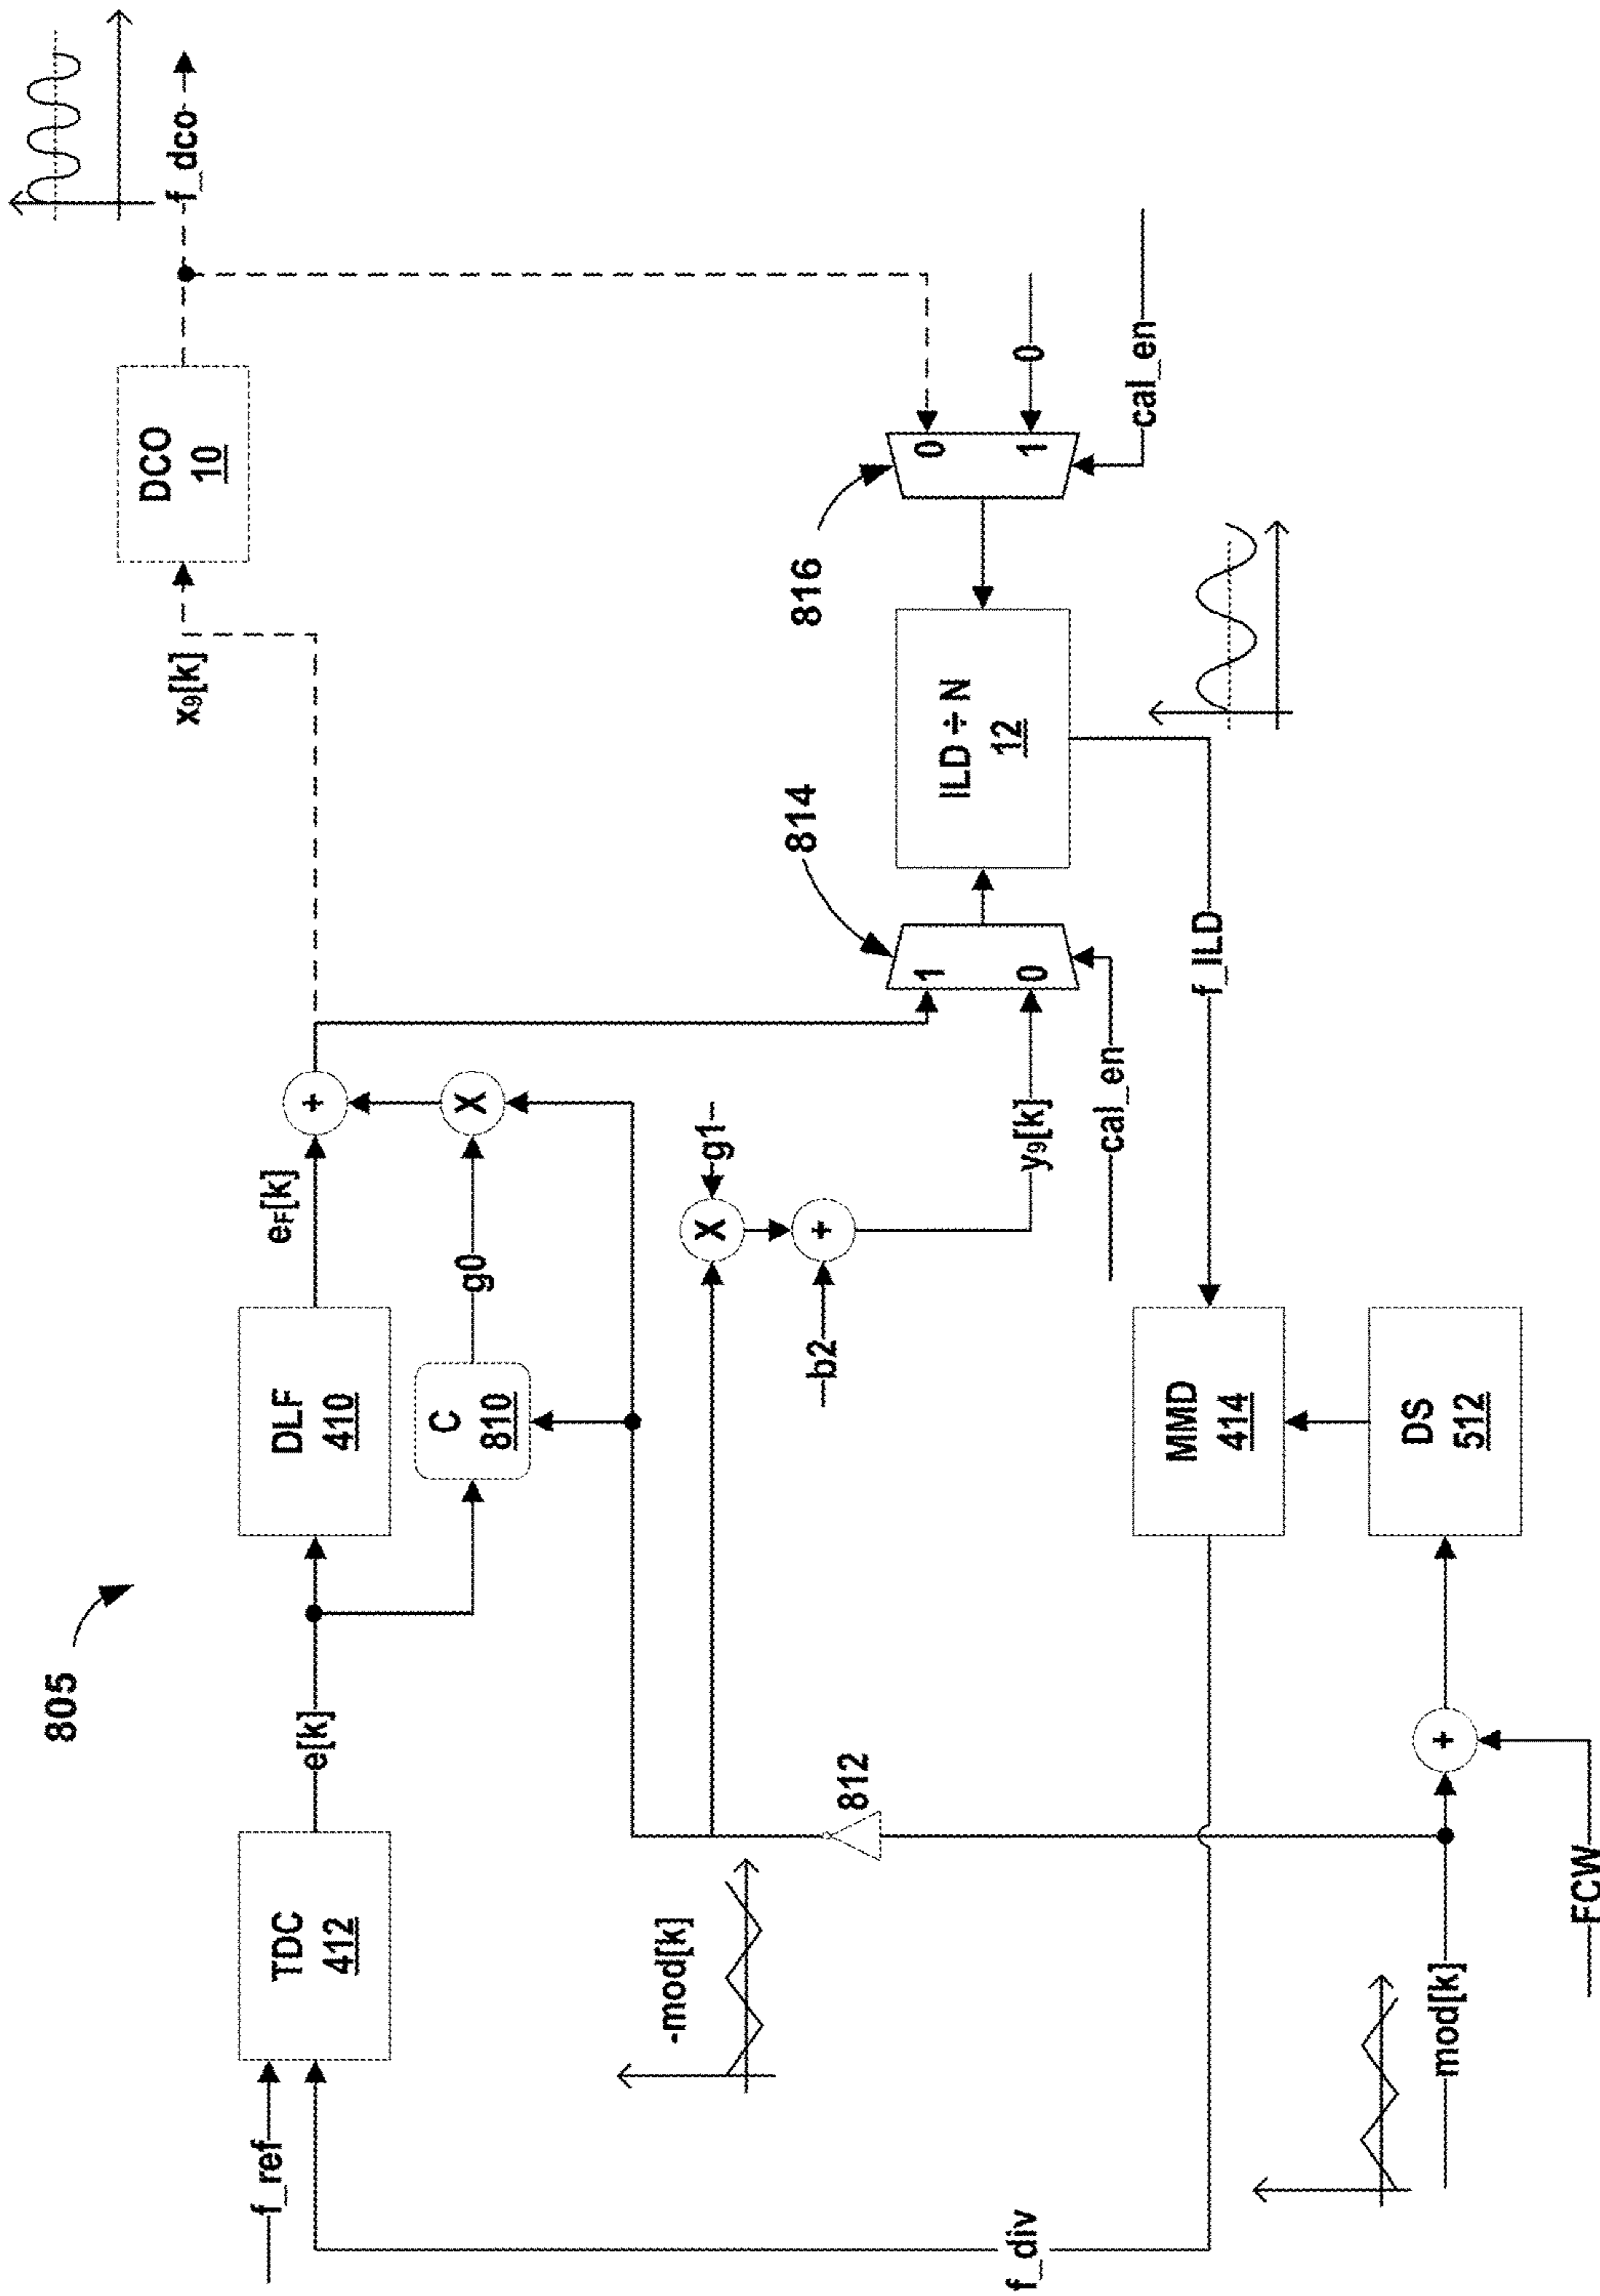 805
f_ref
TDC
412
e[k]
DLF
410
eF[k]
x9[k]
DCO
10
f_dco
C
810
g0
X
+
-mod[k]
812
X
g1
b2
+
y9[k]
cal_en
814
1
0
ILD ÷ N
12
816
0
1
0
cal_en
f_ILD
f_div
MMD
414
DS
512
mod[k]
+
FCW